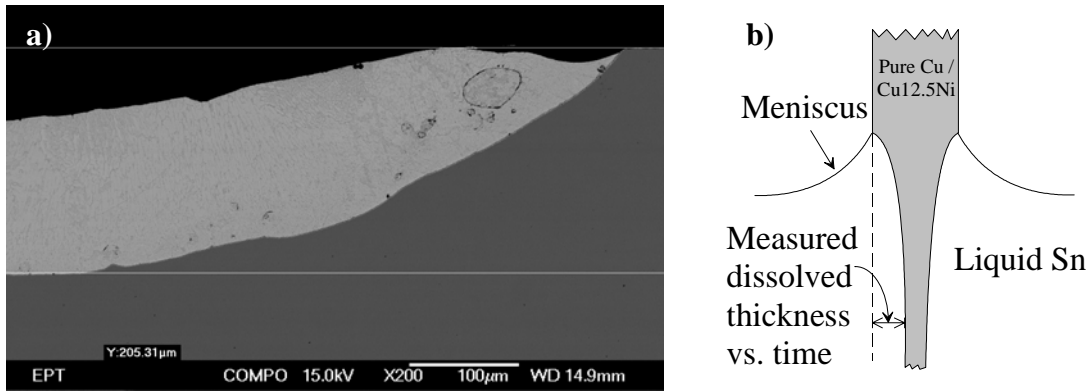 a)
Y:205.31µm
EPT COMPO 15.0kV X200 100µm WD 14.9mm
b)
Pure Cu /
Cu12.5Ni
Meniscus
Measured
dissolved
thickness
vs. time
Liquid Sn